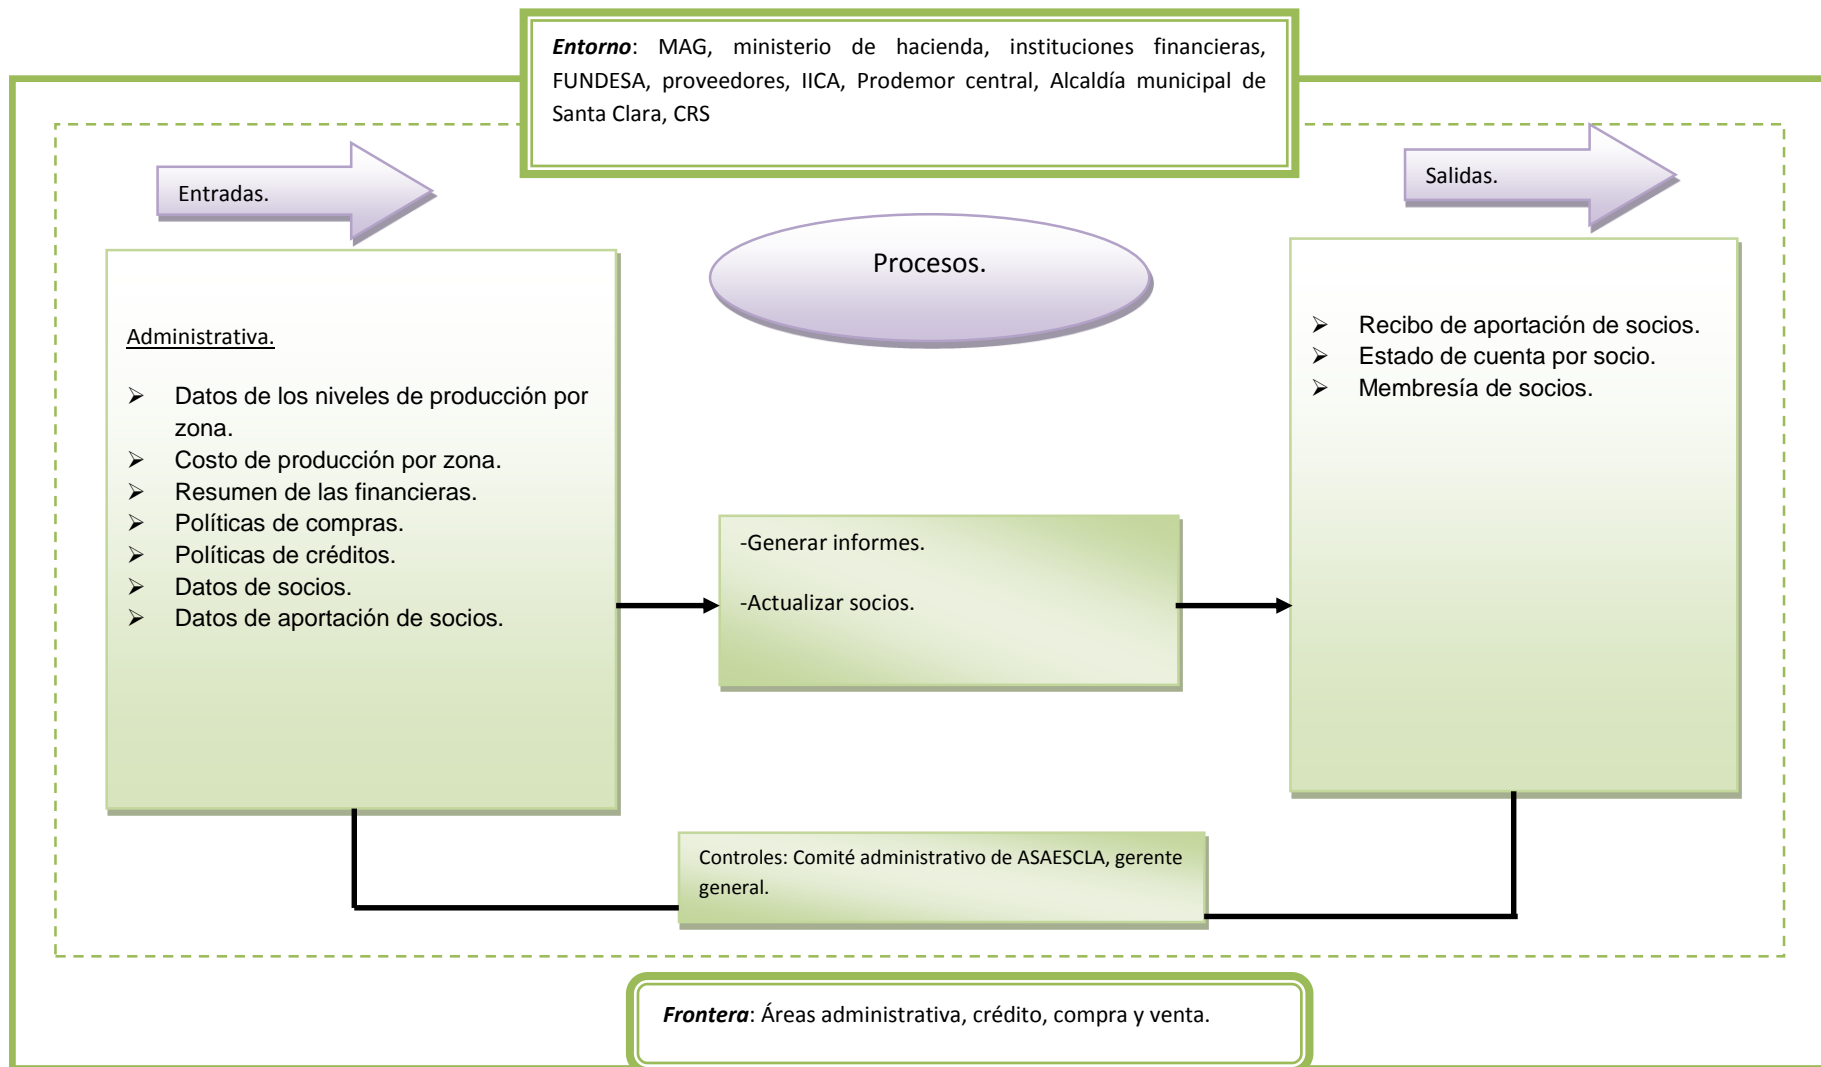 Entorno: MAG, ministerio de hacienda, instituciones financieras,
FUNDESA, proveedores, IICA, Prodemor central, Alcaldía municipal de
Santa Clara, CRS
Entradas.
Salidas.
Procesos.
Administrativa.
➢ Datos de los niveles de producción por
zona.
➢ Costo de producción por zona.
➢ Resumen de las financieras.
➢ Políticas de compras.
➢ Políticas de créditos.
➢ Datos de socios.
➢ Datos de aportación de socios.
-Generar informes.
-Actualizar socios.
➢ Recibo de aportación de socios.
➢ Estado de cuenta por socio.
➢ Membresía de socios.
Controles: Comité administrativo de ASAESCLA, gerente
general.
Frontera: Áreas administrativa, crédito, compra y venta.